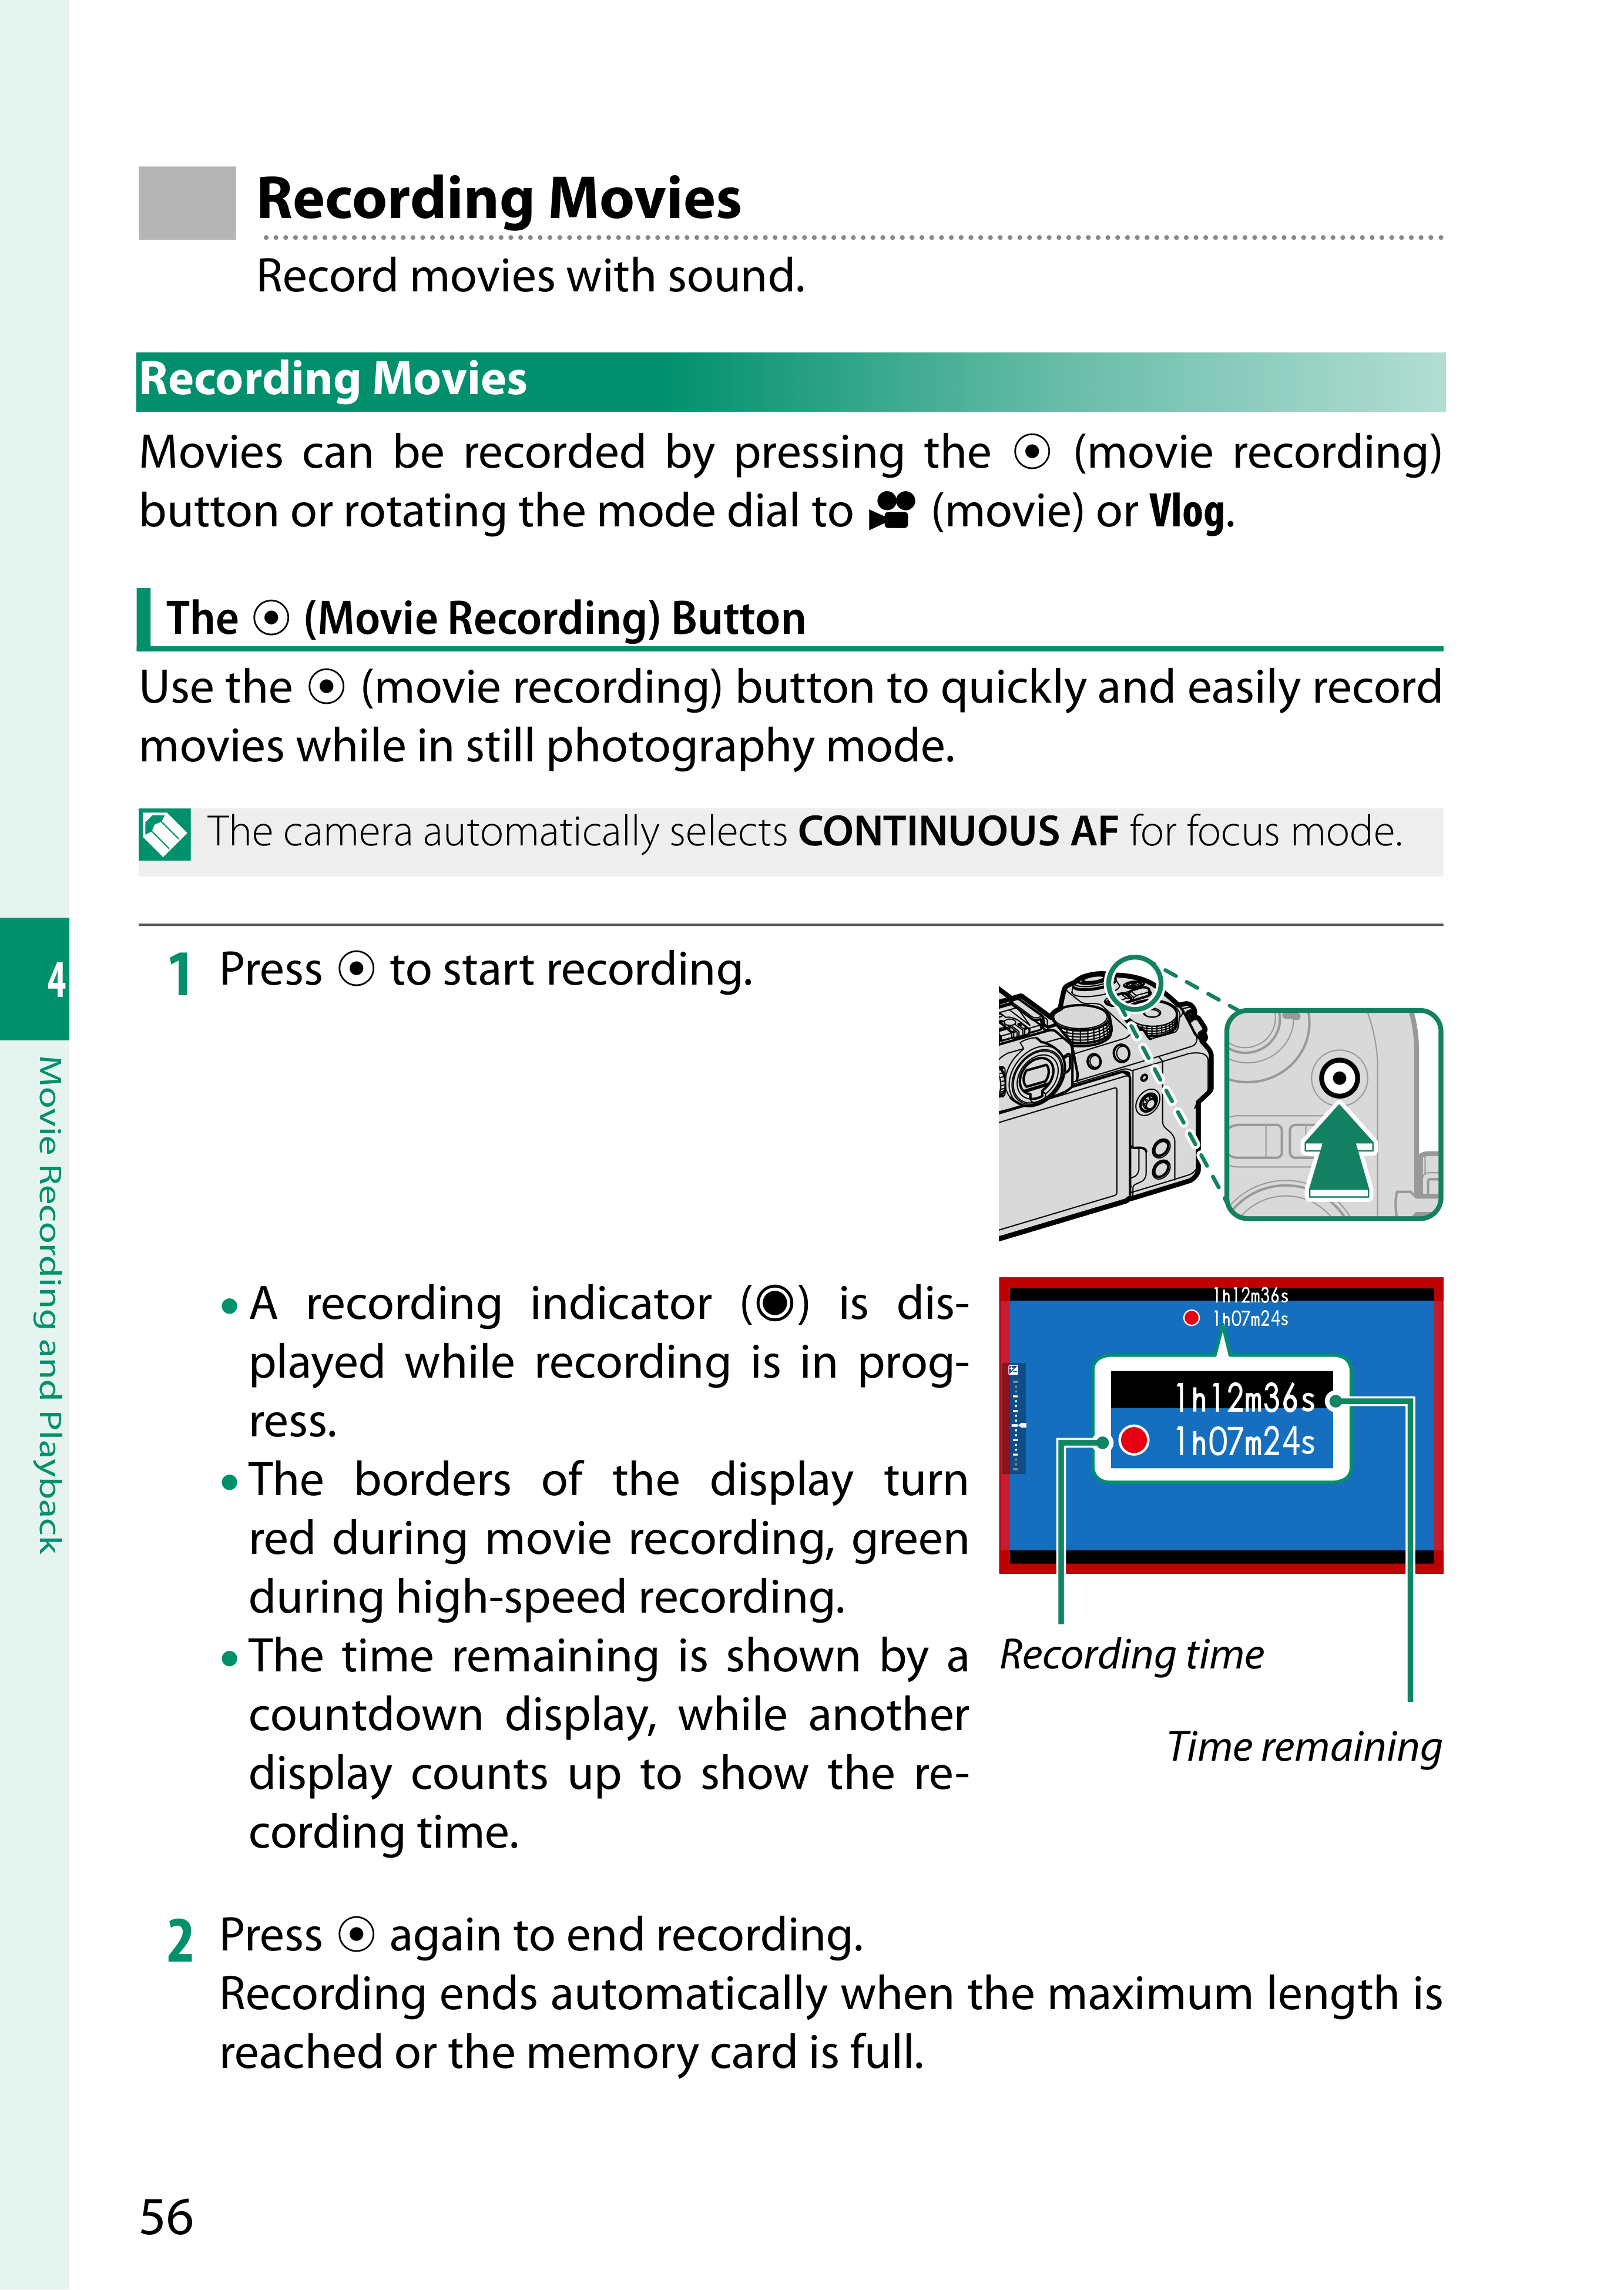 Recording Movies
Record movies with sound.
Recording Movies
Movies can be recorded by pressing the ⦿ (movie recording)
button or rotating the mode dial to 🎥 (movie) or Vlog.
The ⦿ (Movie Recording) Button
Use the ⦿ (movie recording) button to quickly and easily record
movies while in still photography mode.
The camera automatically selects CONTINUOUS AF for focus mode.
1 Press ⦿ to start recording.
• A recording indicator (◉) is dis-
played while recording is in prog-
ress.
• The borders of the display turn
red during movie recording, green
during high-speed recording.
• The time remaining is shown by a
countdown display, while another
display counts up to show the re-
cording time.
1h12m36s
1h07m24s
1h12m36s
1h07m24s
Recording time
Time remaining
2 Press ⦿ again to end recording.
Recording ends automatically when the maximum length is
reached or the memory card is full.
4
Movie Recording and Playback
56